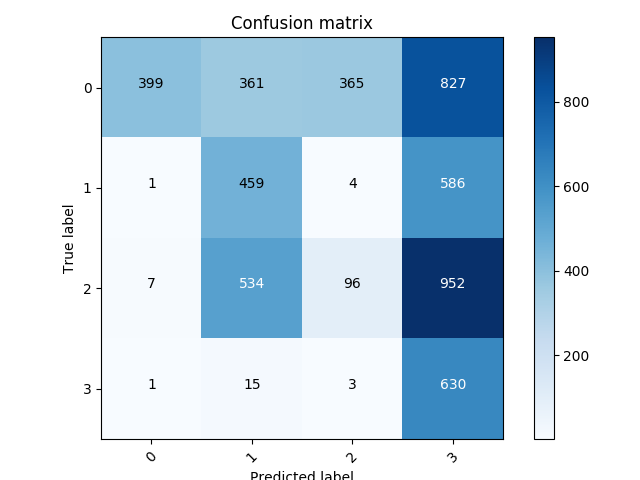 Confusion matrix
0 399 361 365 827
1 1 459 4 586
2 7 534 96 952
3 1 15 3 630
0 1 2 3
True label
Predicted label
800
600
400
200